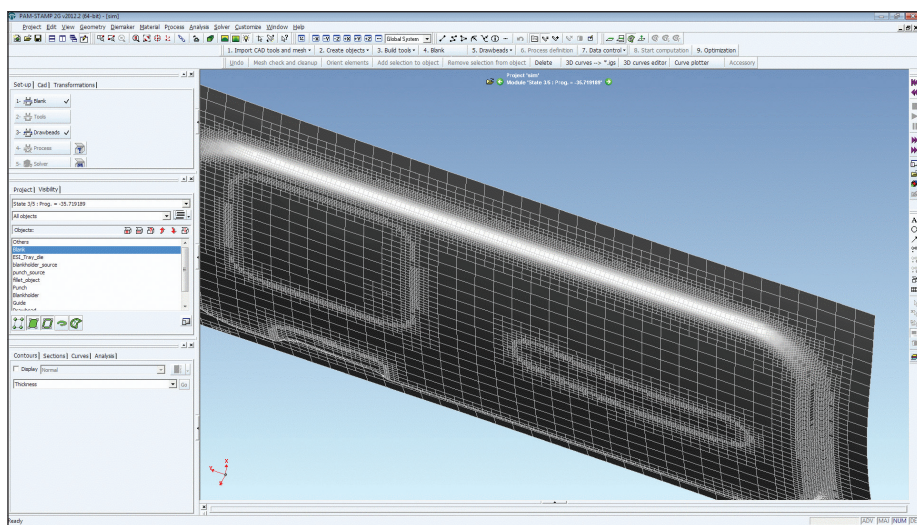 PAM-STAMP 2G v2012.2 (64-bit) - [sim]
Project Edit View Geometry Diemaker Material Process Analysis Solver Customize Window Help
Global System
1. Import CAD tools and mesh 2. Create objects 3. Build tools 4. Blank 5. Drawbeads 6. Process definition 7. Data control 8. Start computation 9. Optimization
Undo Mesh check and cleanup Orient elements Add selection to object Remove selection from object Delete 3D curves --> *.igs 3D curves editor Curve plotter Accessory
Project 'sim'
Module 'State 3/5 : Prog. = -35.719189'
Set-up Cad Transformations
1- Blank
2- Tools
3- Drawbeads
4- Process
5- Solver
Project Visibility
State 3/5 : Prog. = -35.719189
All objects
Objects:
Others
Blank
ESI_Tray_die
blankholder_source
punch_source
fillet_object
Punch
Blankholder
Guide
Drawbead
Contours Sections Curves Analysis
Display Normal
Thickness Go
X
Y
Z
Ready
ADV MAJ NUM